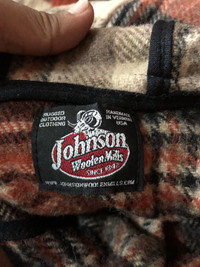 RUGGED
OUTDOOR
CLOTHING
HANDMADE
IN VERMONT
USA
Johnson
Woolen Mills
SINCE 1842
WWW.JOHNSONWOOLENMILLS.COM